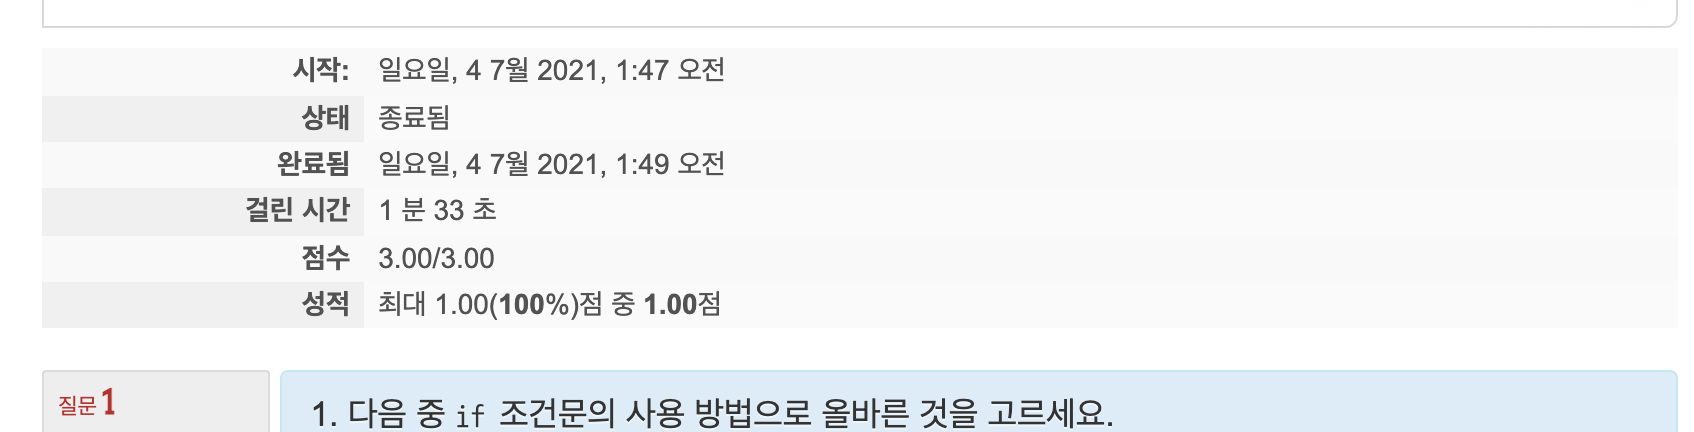 시작: 일요일, 4 7월 2021, 1:47 오전
상태 종료됨
완료됨 일요일, 4 7월 2021, 1:49 오전
걸린 시간 1 분 33 초
점수 3.00/3.00
성적 최대 1.00(100%)점 중 1.00점
질문 1
1. 다음 중 if 조건문의 사용 방법으로 올바른 것을 고르세요.